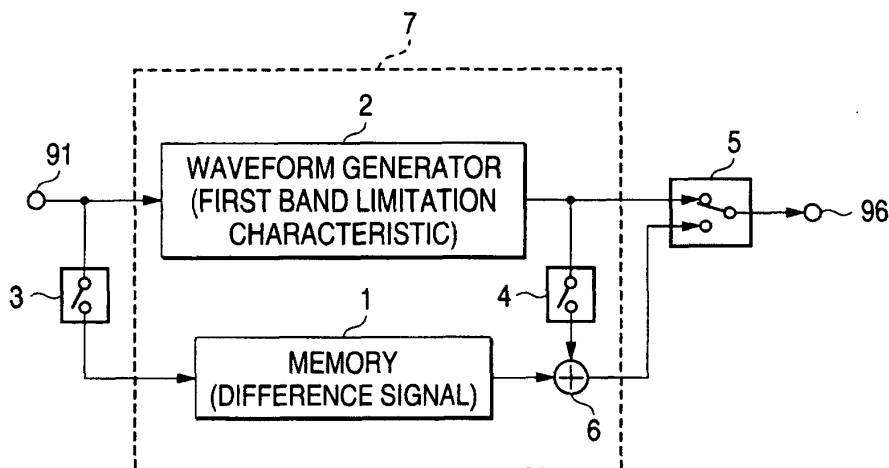 7
2
WAVEFORM GENERATOR
(FIRST BAND LIMITATION
CHARACTERISTIC)
91
5
96
3
4
1
MEMORY
(DIFFERENCE SIGNAL)
6